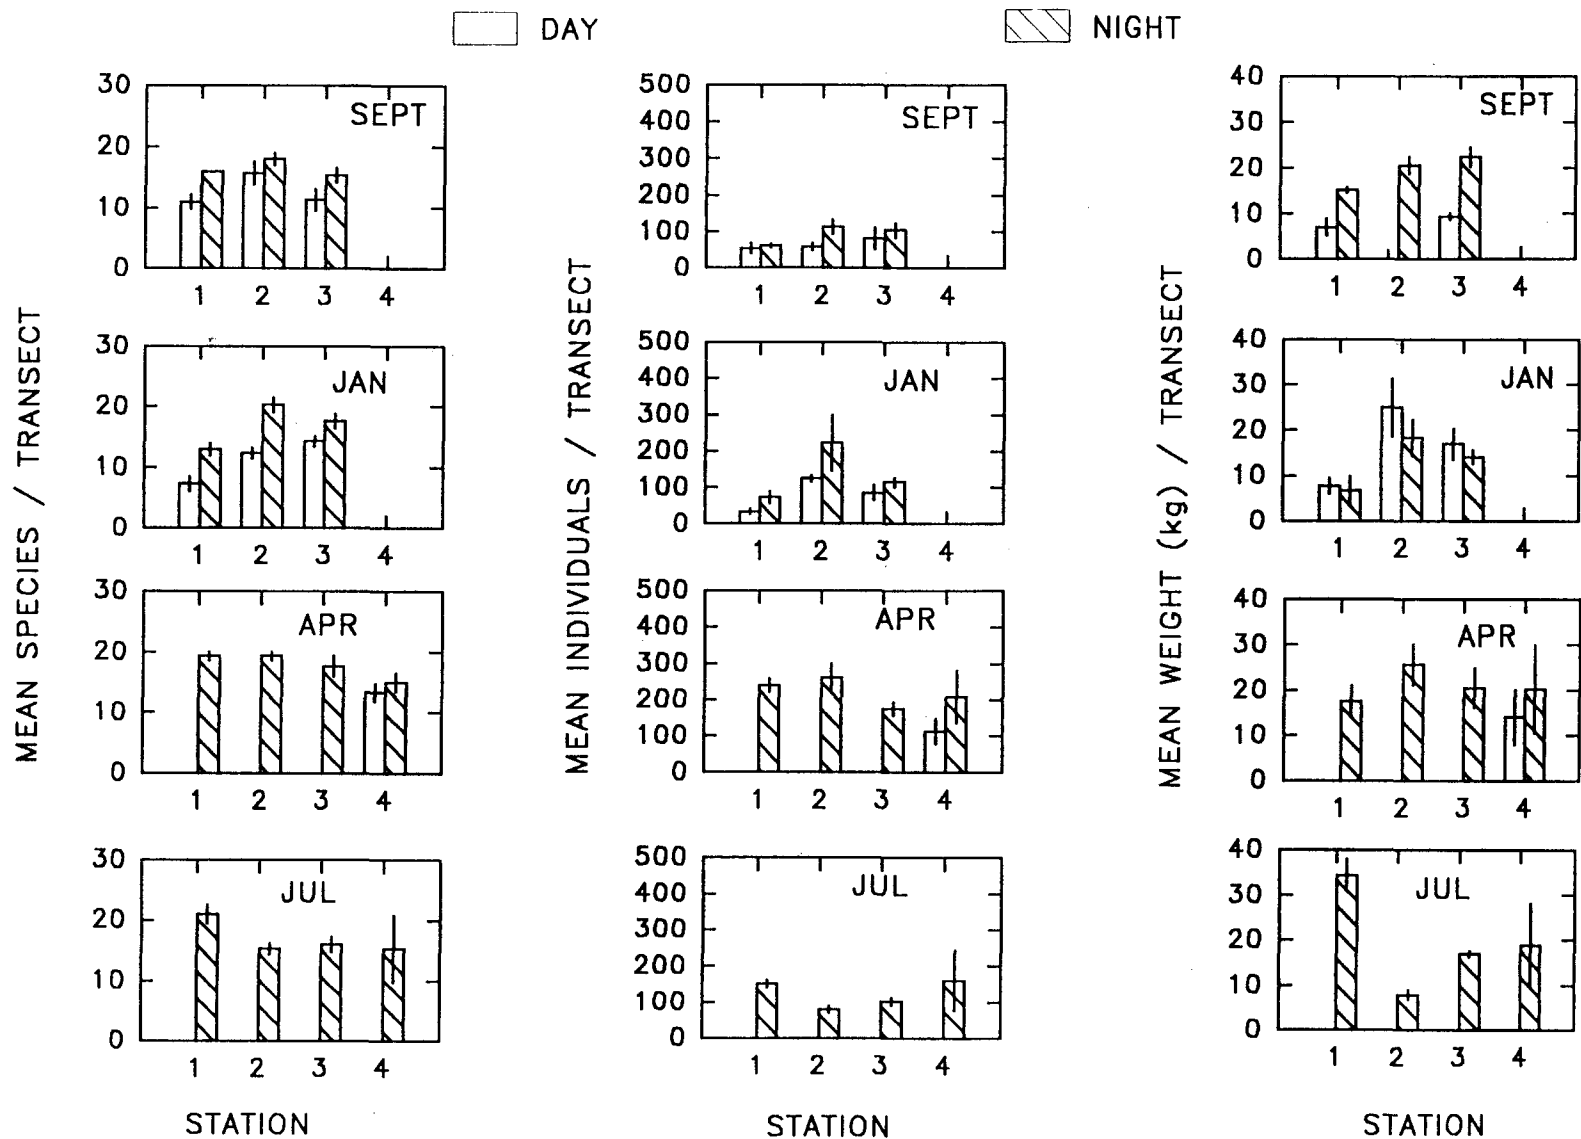 DAY NIGHT
MEAN SPECIES / TRANSECT
30
SEPT
20
10
0
1 2 3 4
30
JAN
20
10
0
1 2 3 4
30
APR
20
10
0
1 2 3 4
30
JUL
20
10
0
1 2 3 4
STATION
MEAN INDIVIDUALS / TRANSECT
500
SEPT
400
300
200
100
0
1 2 3 4
500
JAN
400
300
200
100
0
1 2 3 4
500
APR
400
300
200
100
0
1 2 3 4
500
JUL
400
300
200
100
0
1 2 3 4
STATION
MEAN WEIGHT (kg) / TRANSECT
40
SEPT
30
20
10
0
1 2 3 4
40
JAN
30
20
10
0
1 2 3 4
40
APR
30
20
10
0
1 2 3 4
40
JUL
30
20
10
0
1 2 3 4
STATION